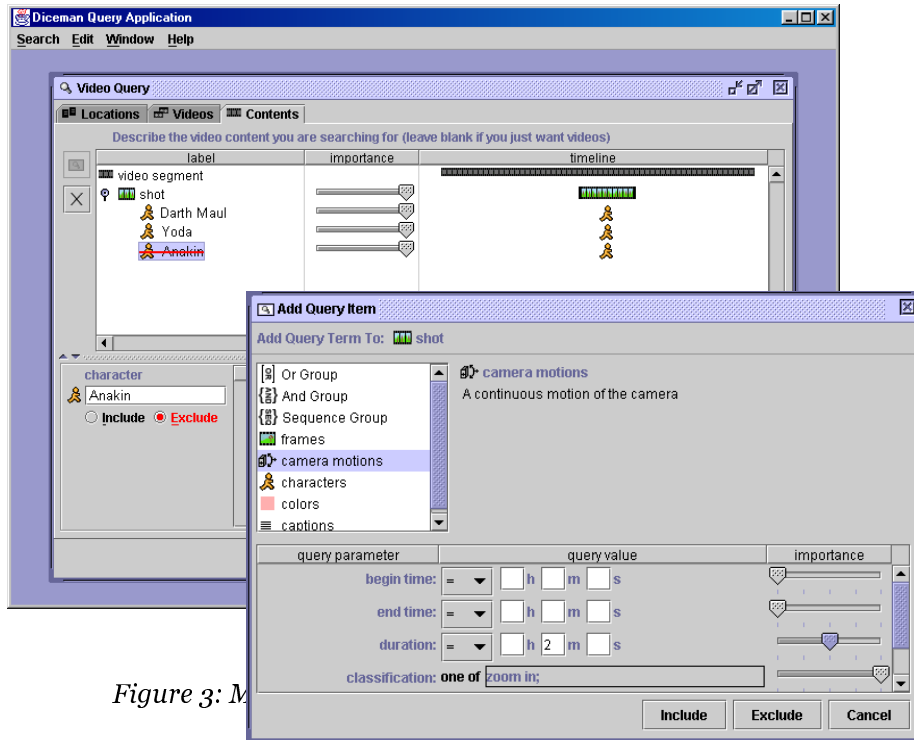 Diceman Query Application
Search Edit Window Help
Video Query
Locations Videos Contents
Describe the video content you are searching for (leave blank if you just want videos)
label importance timeline
video segment
shot
Darth Maul
Yoda
Anakin
character
Anakin
Include Exclude
Add Query Item
Add Query Term To: shot
Or Group
And Group
Sequence Group
frames
camera motions
characters
colors
captions
camera motions
A continuous motion of the camera
query parameter query value importance
begin time: = h m s
end time: = h m s
duration: = h 2 m s
classification: one of zoom in;
Include Exclude Cancel
Figure 3: M